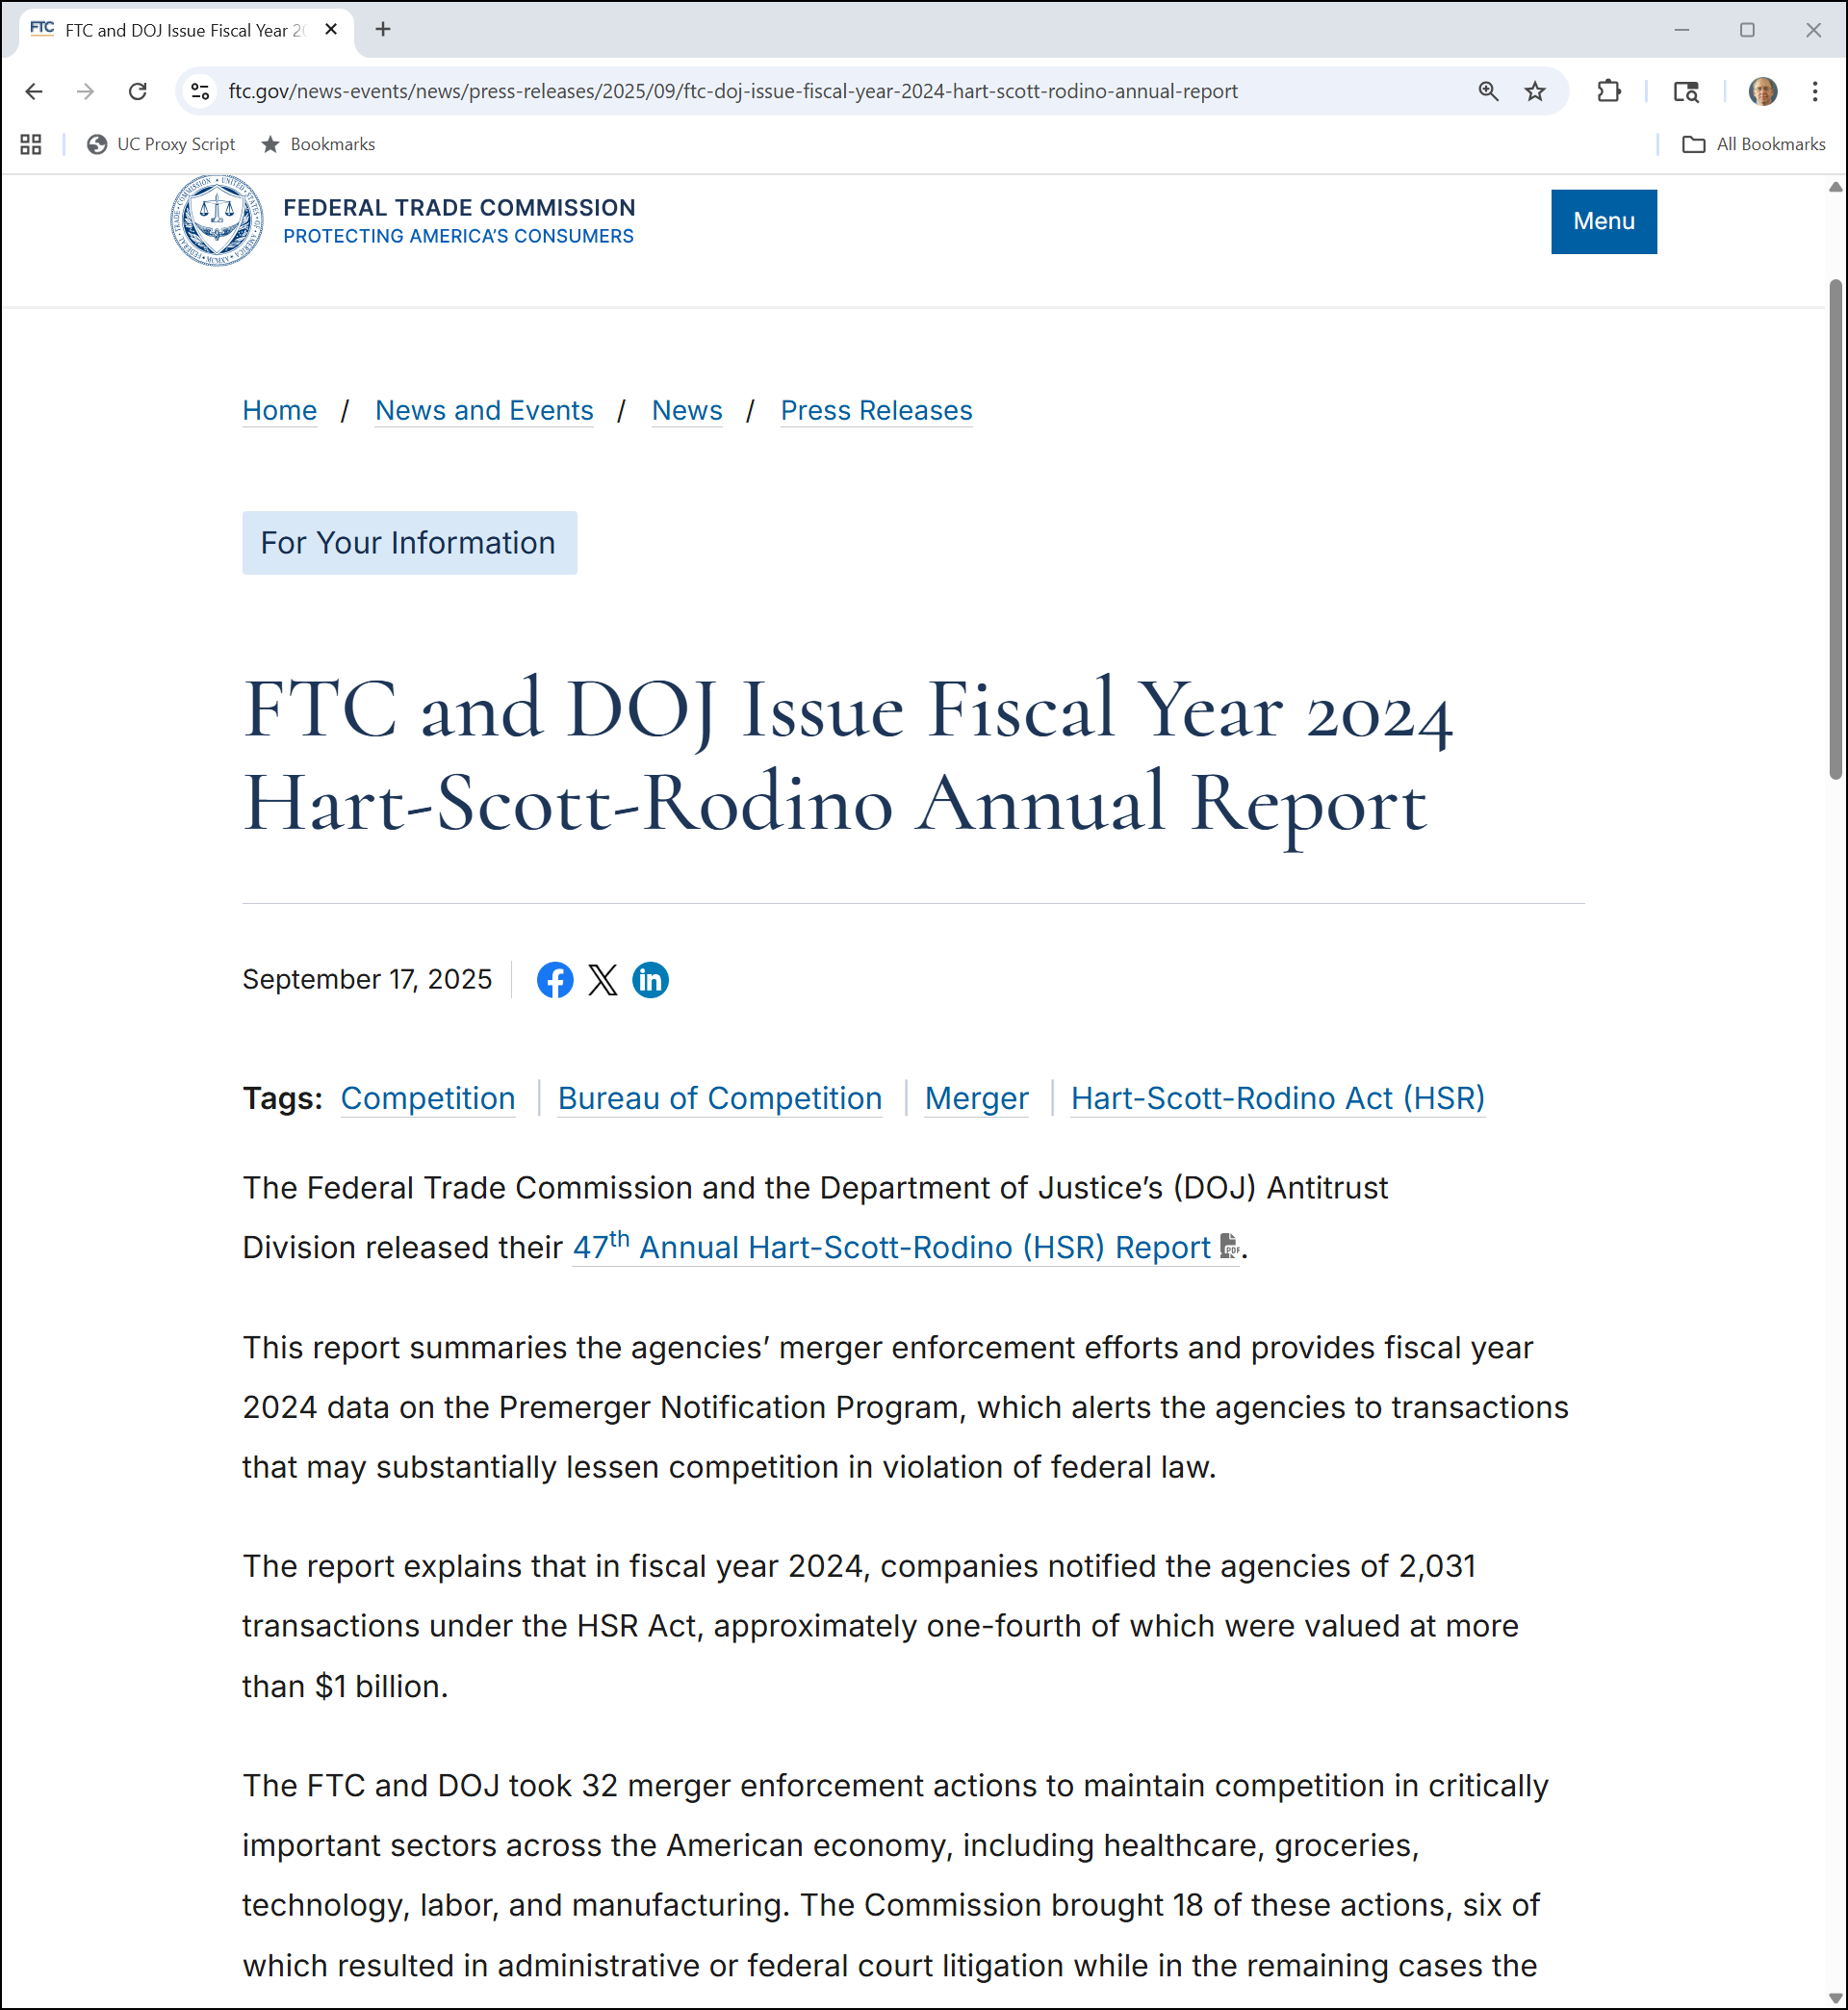 FTC FTC and DOJ Issue Fiscal Year 20
ftc.gov/news-events/news/press-releases/2025/09/ftc-doj-issue-fiscal-year-2024-hart-scott-rodino-annual-report
UC Proxy Script Bookmarks All Bookmarks
FEDERAL TRADE COMMISSION
PROTECTING AMERICA’S CONSUMERS
Menu
Home / News and Events / News / Press Releases
For Your Information
FTC and DOJ Issue Fiscal Year 2024
Hart-Scott-Rodino Annual Report
September 17, 2025
Tags: Competition Bureau of Competition Merger Hart-Scott-Rodino Act (HSR)
The Federal Trade Commission and the Department of Justice’s (DOJ) Antitrust
Division released their 47th Annual Hart-Scott-Rodino (HSR) Report PDF.
This report summaries the agencies’ merger enforcement efforts and provides fiscal year
2024 data on the Premerger Notification Program, which alerts the agencies to transactions
that may substantially lessen competition in violation of federal law.
The report explains that in fiscal year 2024, companies notified the agencies of 2,031
transactions under the HSR Act, approximately one-fourth of which were valued at more
than $1 billion.
The FTC and DOJ took 32 merger enforcement actions to maintain competition in critically
important sectors across the American economy, including healthcare, groceries,
technology, labor, and manufacturing. The Commission brought 18 of these actions, six of
which resulted in administrative or federal court litigation while in the remaining cases the